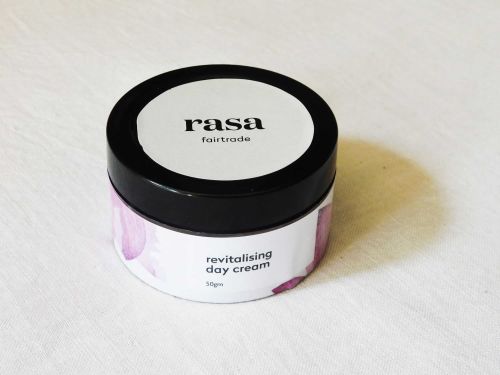 rasa
fairtrade
revitalising
day cream
50gm